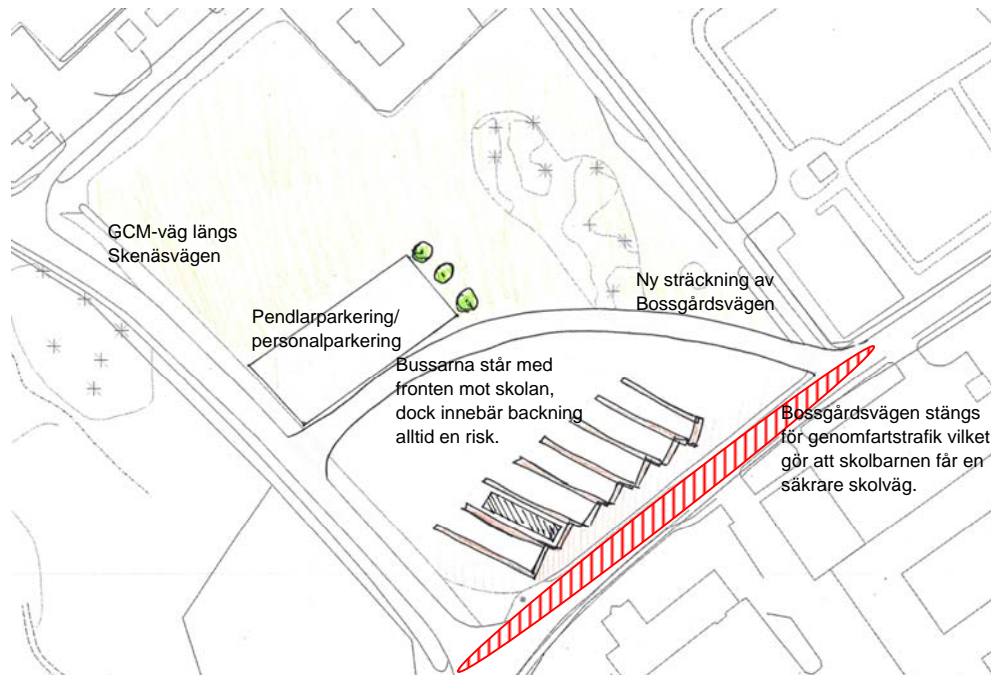 GCM-väg längs
Skenäsvägen
Ny sträckning av
Bossgårdsvägen
Pendlarparkering/
personalparkering
Bussarna står med
fronten mot skolan,
dock innebär backning
alltid en risk.
Bossgårdsvägen stängs
för genomfartstrafik vilket
gör att skolbarnen får en
säkrare skolväg.